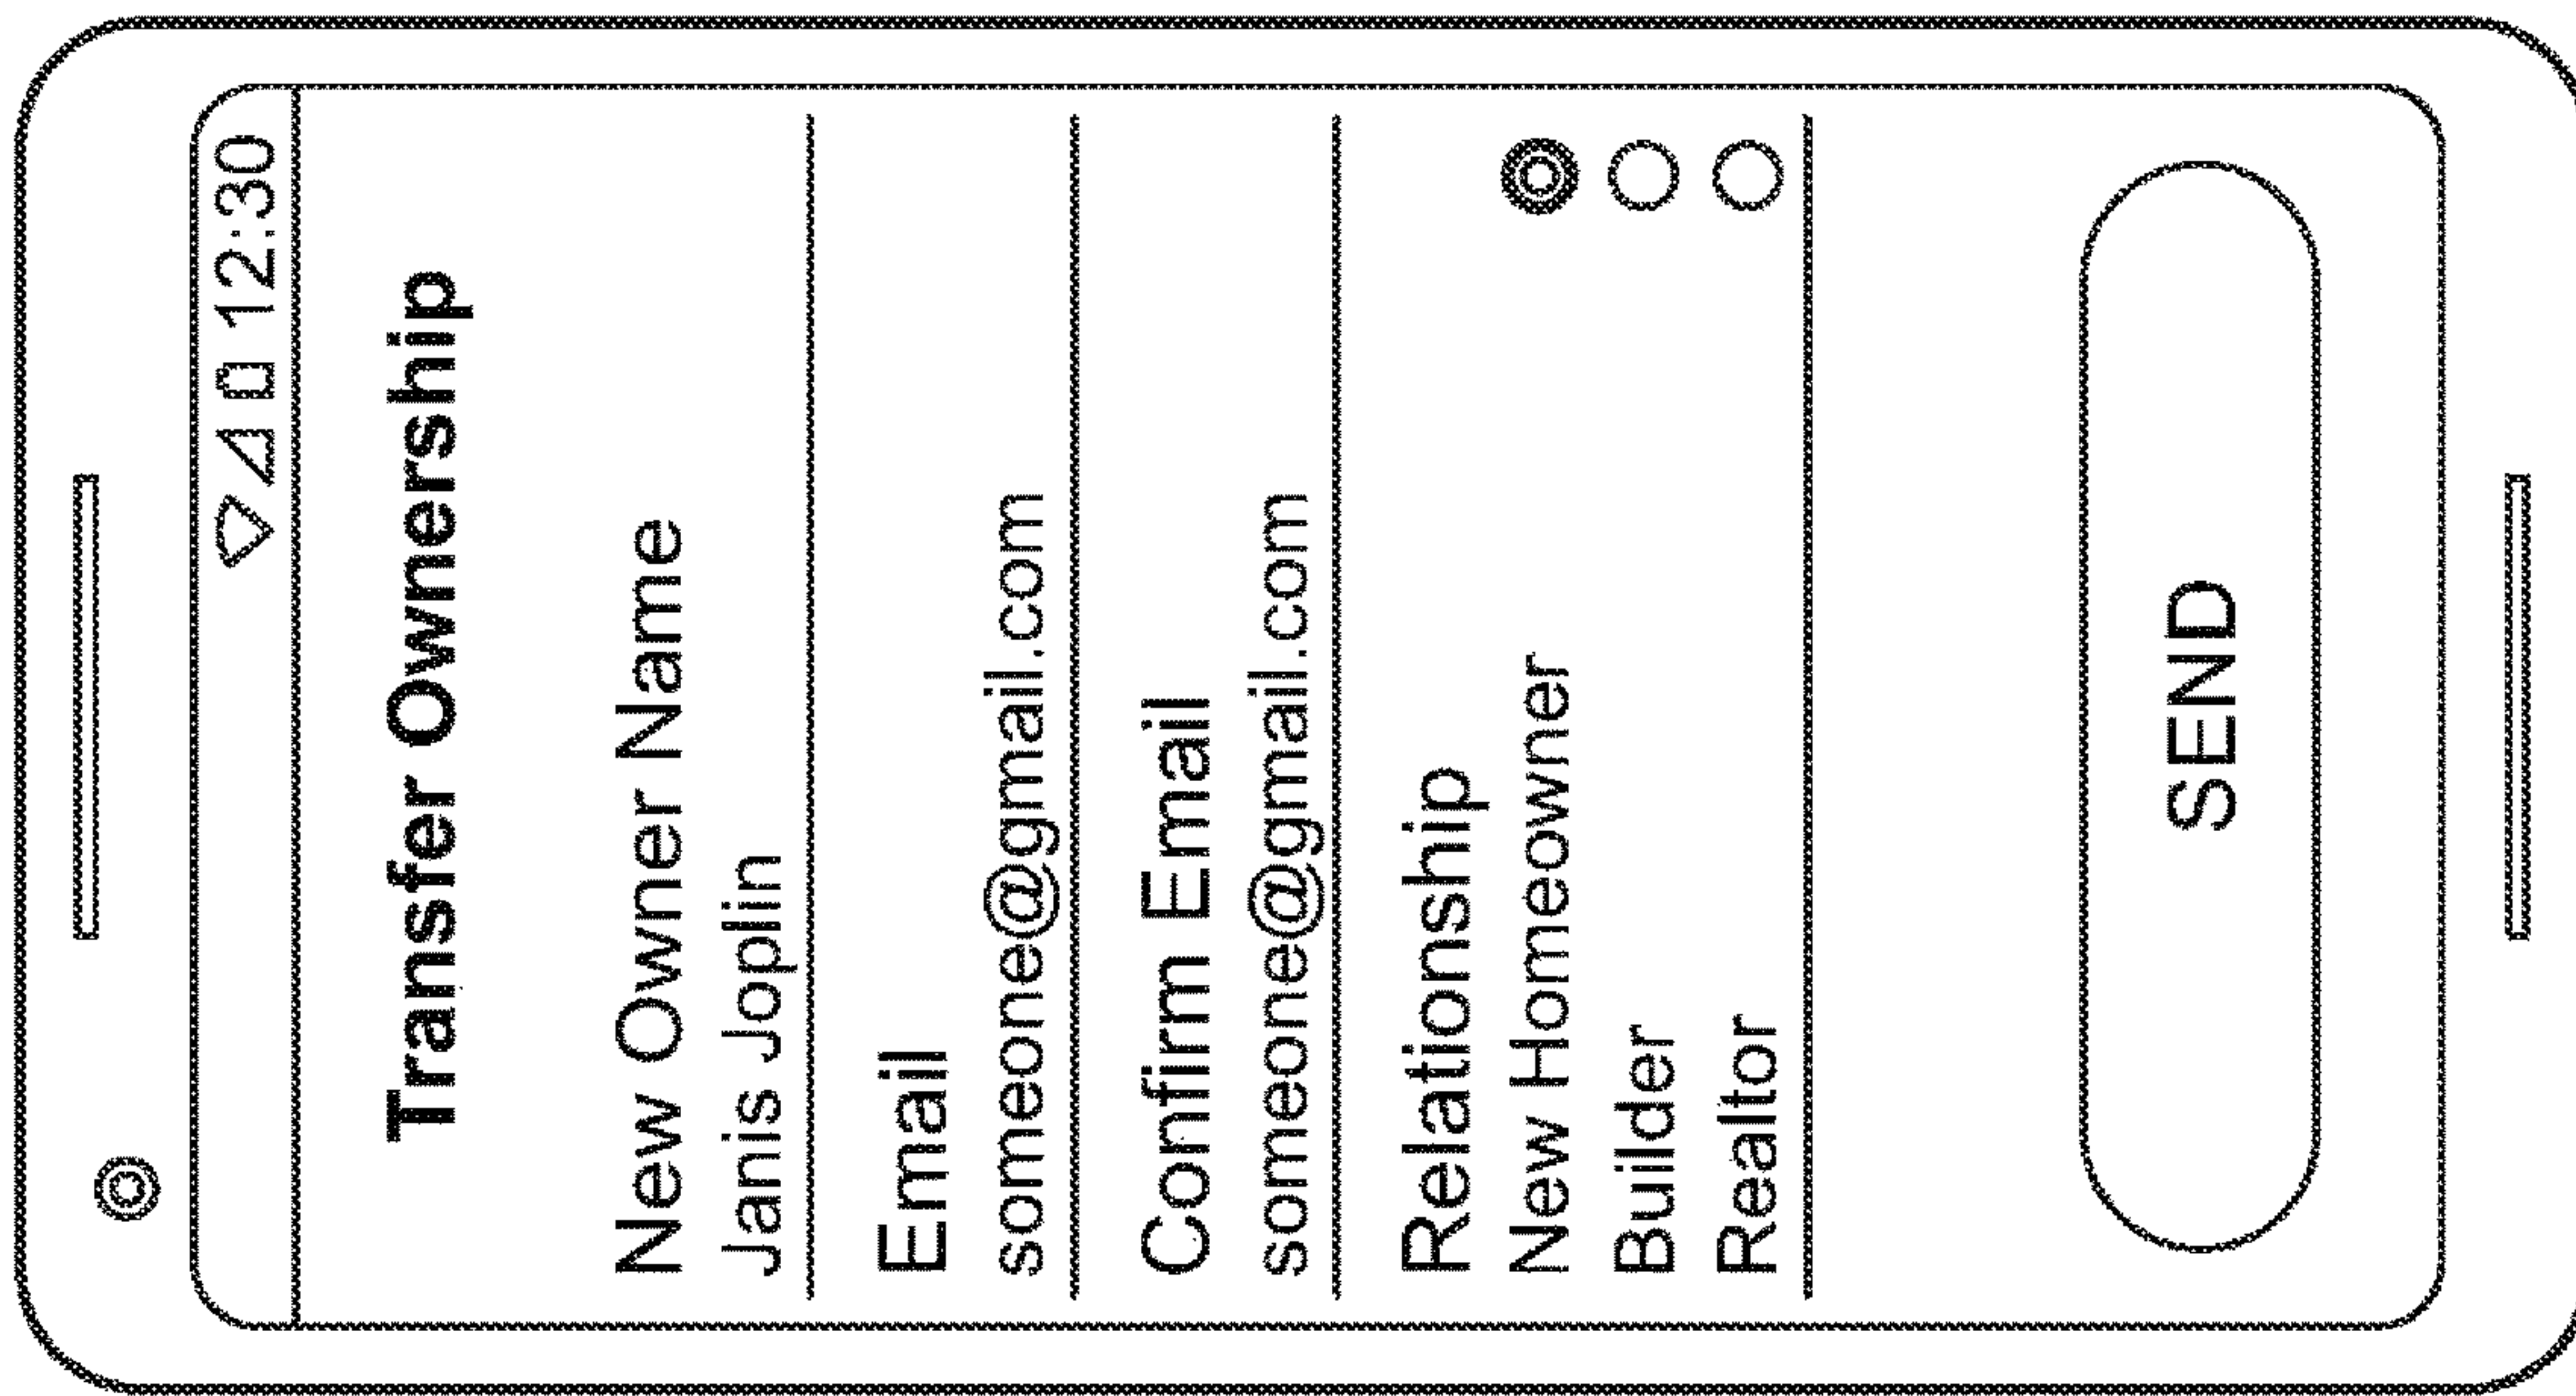 12:30
Transfer Ownership
New Owner Name
Janis Joplin
Email
someone@gmail.com
Confirm Email
someone@gmail.com
Relationship
New Homeowner
Builder
Realtor
SEND